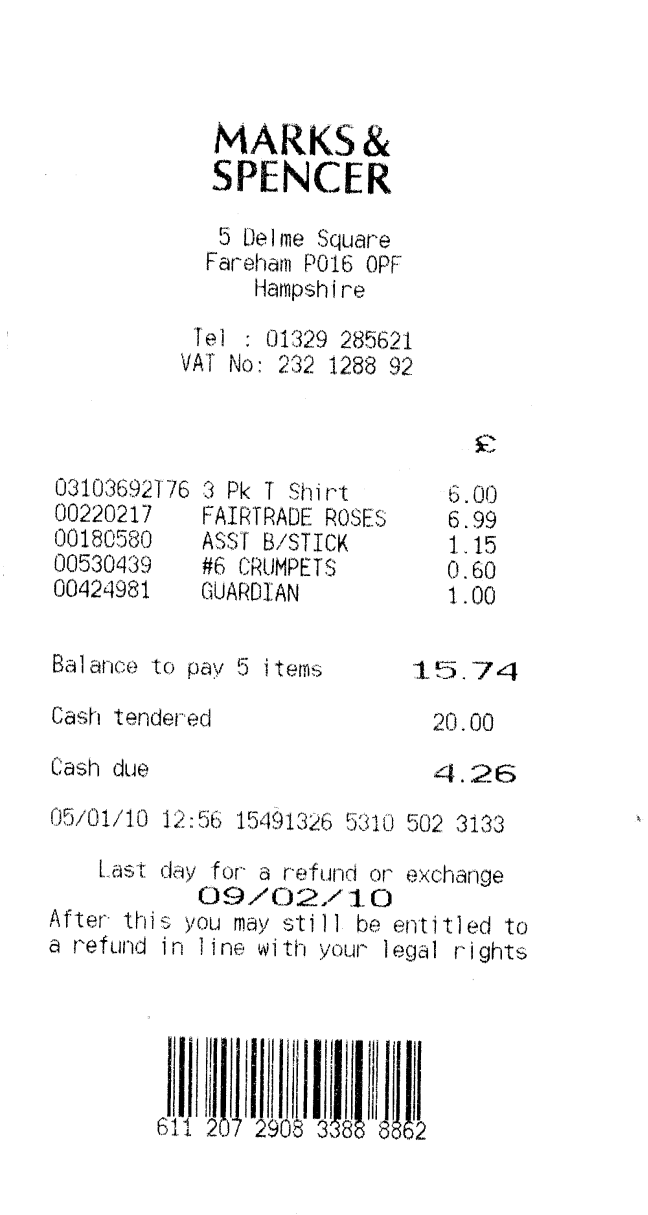 MARKS &
SPENCER
5 Delme Square
Fareham PO16 0PF
Hampshire
Tel : 01329 285621
VAT No: 232 1288 92
£
03103692T76 3 Pk T Shirt 6.00
00220217 FAIRTRADE ROSES 6.99
00180580 ASST B/STICK 1.15
00530439 #6 CRUMPETS 0.60
00424981 GUARDIAN 1.00
Balance to pay 5 items 15.74
Cash tendered 20.00
Cash due 4.26
05/01/10 12:56 15491326 5310 502 3133
Last day for a refund or exchange
09/02/10
After this you may still be entitled to
a refund in line with your legal rights
611 207 2908 3388 8862